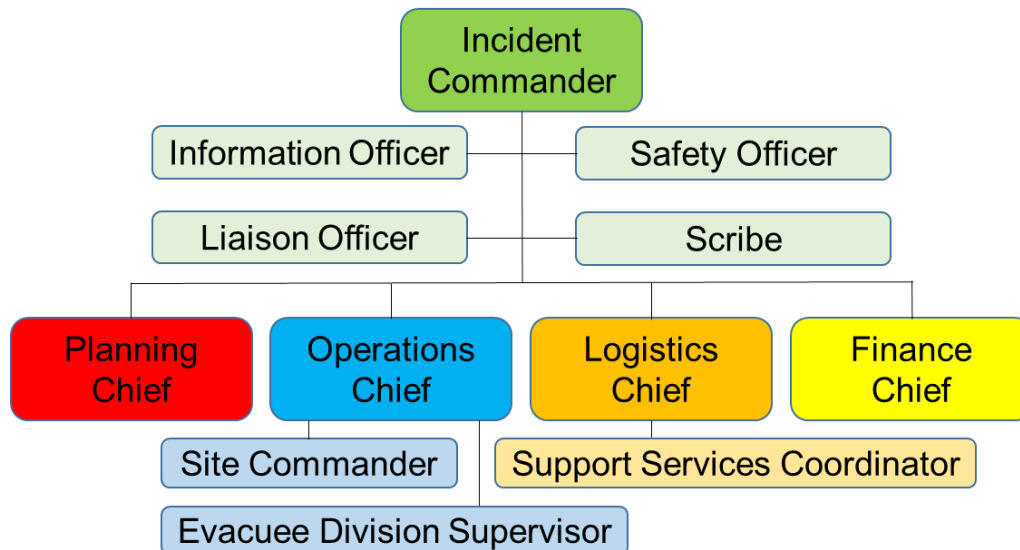 Incident
Commander
Information Officer
Safety Officer
Liaison Officer
Scribe
Planning
Chief
Operations
Chief
Logistics
Chief
Finance
Chief
Site Commander
Support Services Coordinator
Evacuee Division Supervisor